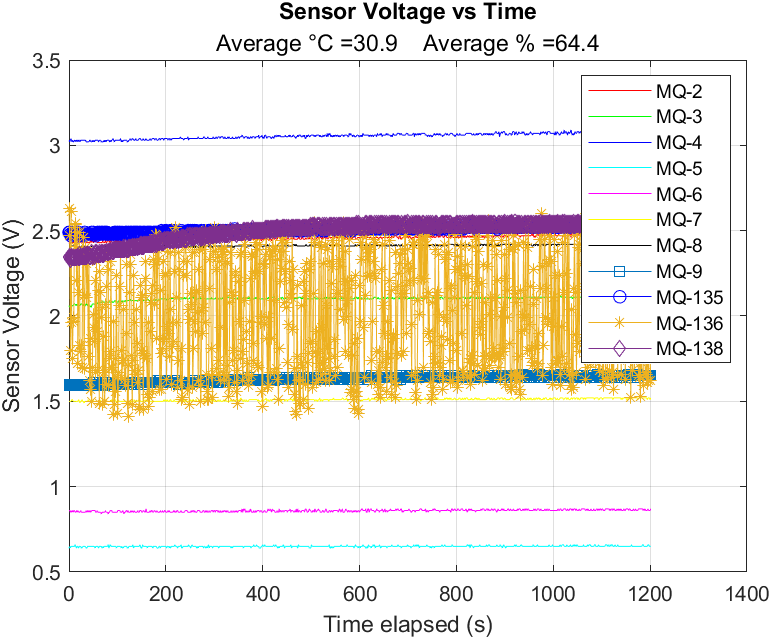 Sensor Voltage vs Time
Average °C =30.9    Average % =64.4
3.5
3
2.5
2
1.5
1
0.5
Sensor Voltage (V)
MQ-2
MQ-3
MQ-4
MQ-5
MQ-6
MQ-7
MQ-8
MQ-9
MQ-135
MQ-136
MQ-138
0 200 400 600 800 1000 1200 1400
Time elapsed (s)